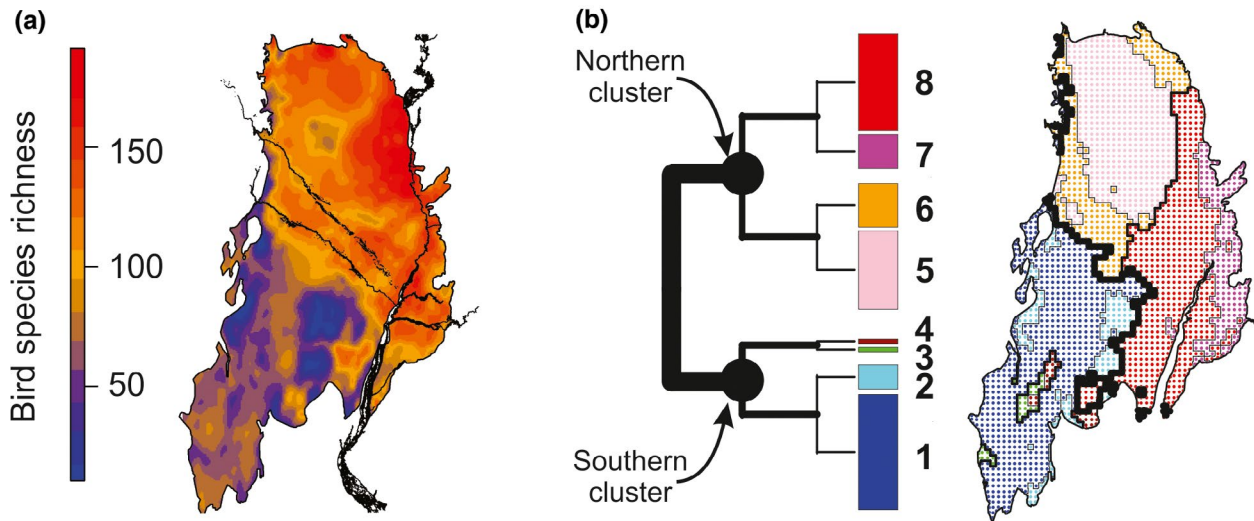 (a)
Bird species richness
150
100
50
(b)
Northern
cluster
8
7
6
5
4
3
2
1
Southern
cluster